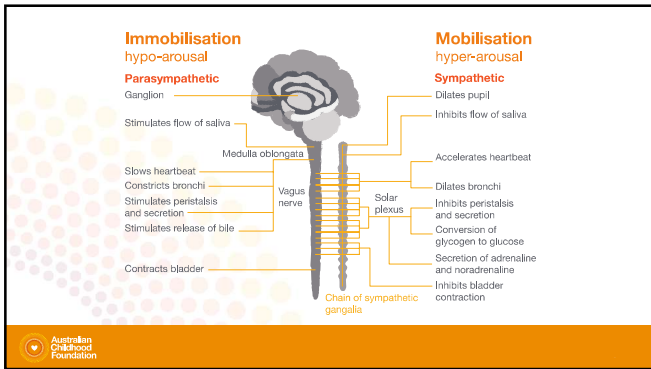 Immobilisation
hypo-arousal
Parasympathetic
Ganglion
Stimulates flow of saliva
Medulla oblongata
Slows heartbeat
Constricts bronchi
Vagus
nerve
Stimulates peristalsis
and secretion
Stimulates release of bile
Contracts bladder
Mobilisation
hyper-arousal
Sympathetic
Dilates pupil
Inhibits flow of saliva
Accelerates heartbeat
Dilates bronchi
Solar
plexus
Inhibits peristalsis
and secretion
Conversion of
glycogen to glucose
Secretion of adrenaline
and noradrenaline
Inhibits bladder
contraction
Chain of sympathetic
gangalia
Australian
Childhood
Foundation